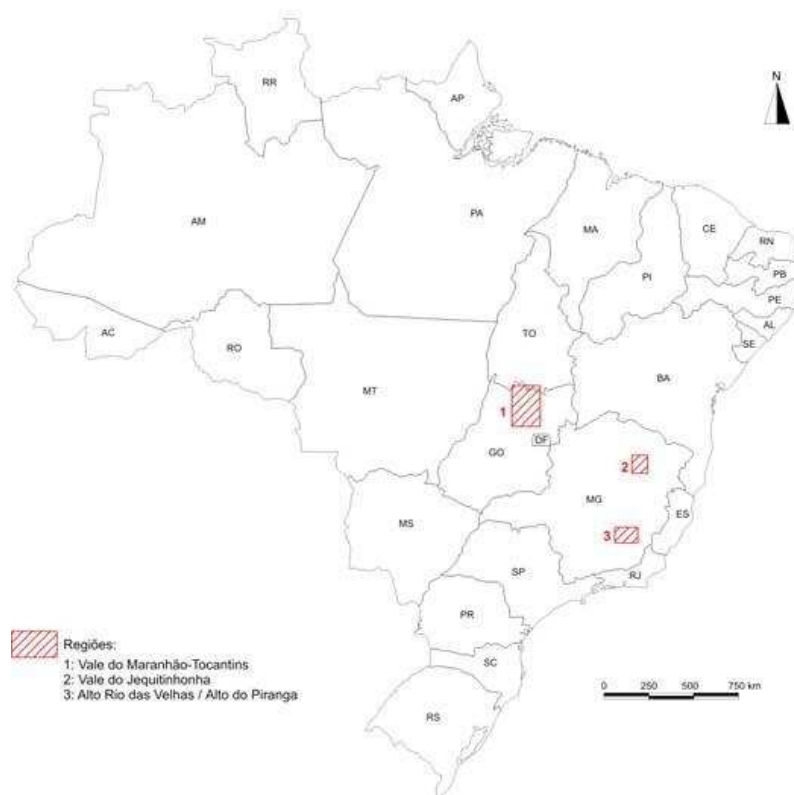 N
RR
AP
AM
PA
MA
CE
RN
PB
PE
AL
SE
PI
AC
RO
TO
BA
MT
1
DF
GO
2
MG
ES
MS
3
SP
RJ
PR
SC
RS
Regiões:
1: Vale do Maranhão-Tocantins
2: Vale do Jequitinhonha
3: Alto Rio das Velhas / Alto do Piranga
0 250 500 750 km